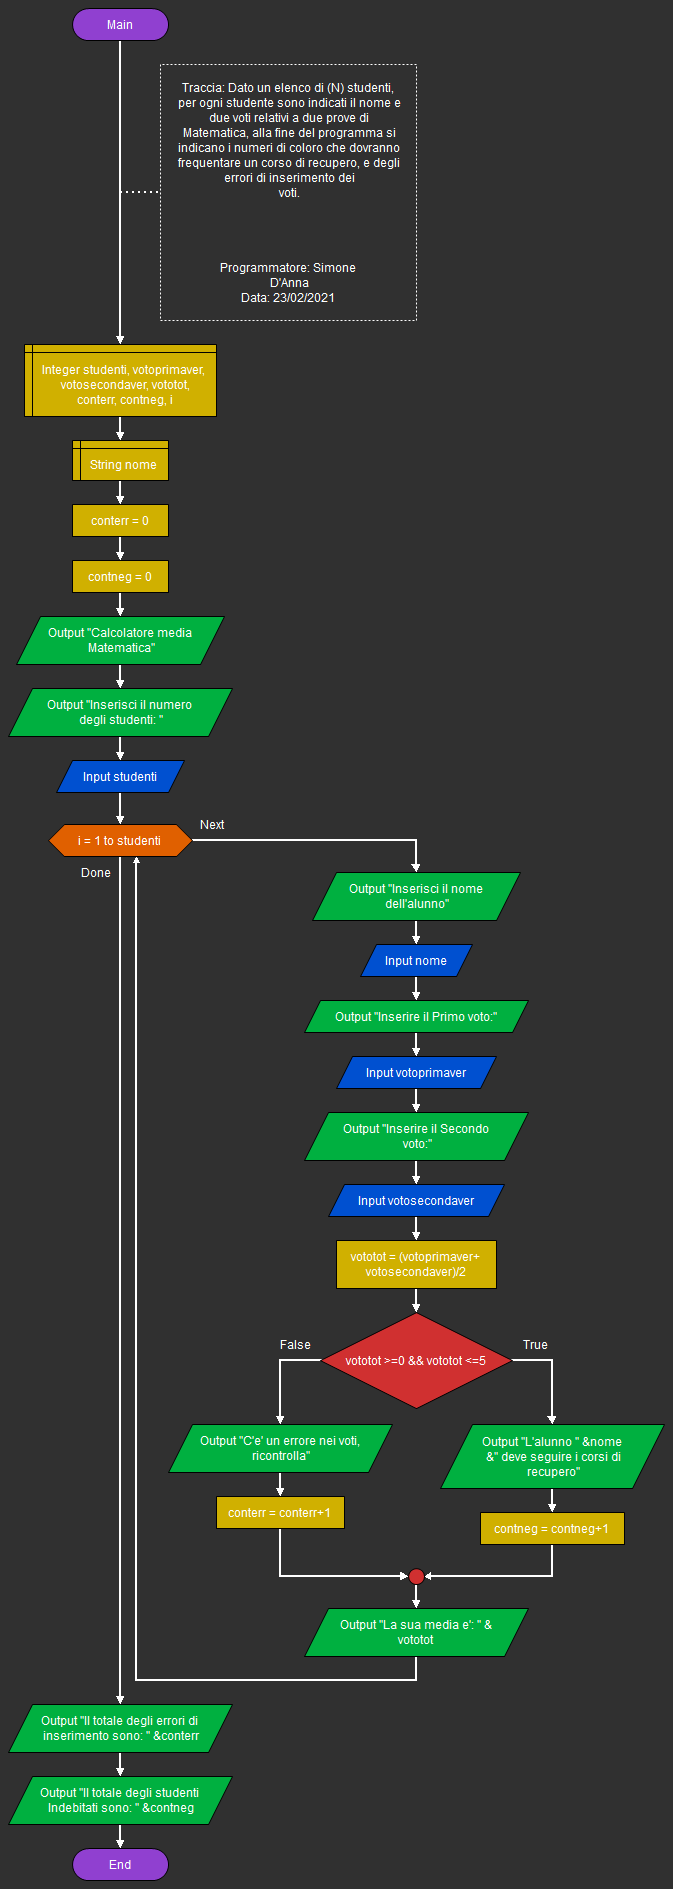 Main
Traccia: Dato un elenco di (N) studenti,
per ogni studente sono indicati il nome e
due voti relativi a due prove di
Matematica, alla fine del programma si
indicano i numeri di coloro che dovranno
frequentare un corso di recupero, e degli
errori di inserimento dei
voti.
Programmatore: Simone
D'Anna
Data: 23/02/2021
Integer studenti, votoprimaver,
votosecondaver, vototot,
conterr, contneg, i
String nome
conterr = 0
contneg = 0
Output "Calcolatore media
Matematica"
Output "Inserisci il numero
degli studenti: "
Input studenti
i = 1 to studenti
Next
Done
Output "Inserisci il nome
dell'alunno"
Input nome
Output "Inserire il Primo voto:"
Input votoprimaver
Output "Inserire il Secondo
voto:"
Input votosecondaver
vototot = (votoprimaver+
votosecondaver)/2
False
True
vototot >=0 && vototot <=5
Output "C'e' un errore nei voti,
ricontrolla"
conterr = conterr+1
Output "L'alunno " &nome
&" deve seguire i corsi di
recupero"
contneg = contneg+1
Output "La sua media e': " &
vototot
Output "Il totale degli errori di
inserimento sono: " &conterr
Output "Il totale degli studenti
Indebitati sono: " &contneg
End